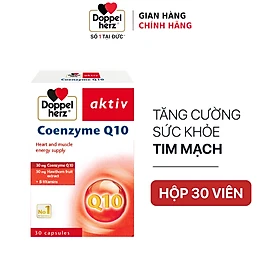 Doppel
herz®
SỐ 1 TẠI ĐỨC*
GIAN HÀNG
CHÍNH HÃNG
Doppel
herz®
aktiv
Coenzyme Q10
Heart and muscle
energy supply
30 mg Coenzyme Q10
30 mg Hawthorn fruit
extract
+ B-Vitamins
No 1
Q10
30 capsules
TĂNG CƯỜNG
SỨC KHỎE
TIM MẠCH
HỘP 30 VIÊN